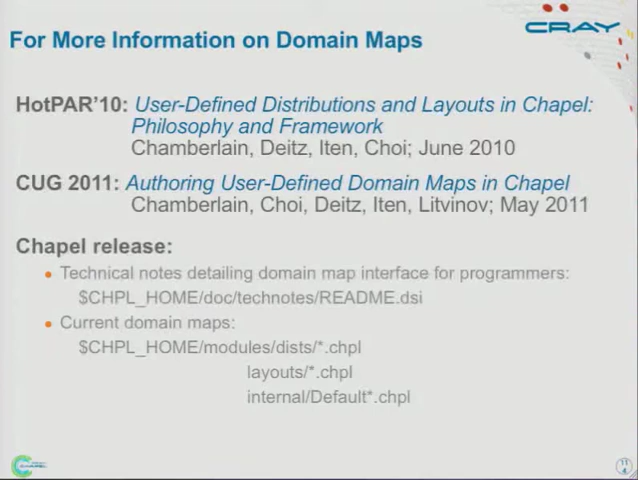 CRAY
For More Information on Domain Maps
HotPAR'10: User-Defined Distributions and Layouts in Chapel:
Philosophy and Framework
Chamberlain, Deitz, Iten, Choi; June 2010
CUG 2011: Authoring User-Defined Domain Maps in Chapel
Chamberlain, Choi, Deitz, Iten, Litvinov; May 2011
Chapel release:
• Technical notes detailing domain map interface for programmers:
$CHPL_HOME/doc/technotes/README.dsi
• Current domain maps:
$CHPL_HOME/modules/dists/*.chpl
layouts/*.chpl
internal/Default*.chpl
CHAPEL